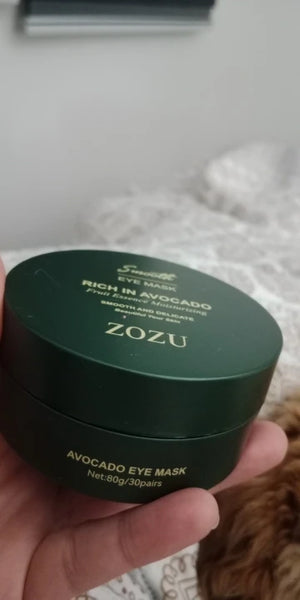 Smooth
EYE MASK
RICH IN AVOCADO
Fruit Essence Moisturizing
SMOOTH AND DELICATE
Beautiful Your Skin
ZOZU
AVOCADO EYE MASK
Net:80g/30pairs